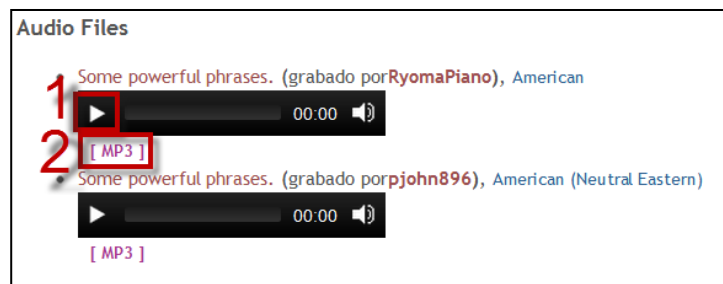 Audio Files
Some powerful phrases. (grabado porRyomaPiano), American
1
00:00
2
[ MP3 ]
Some powerful phrases. (grabado porpjohn896), American (Neutral Eastern)
00:00
[ MP3 ]